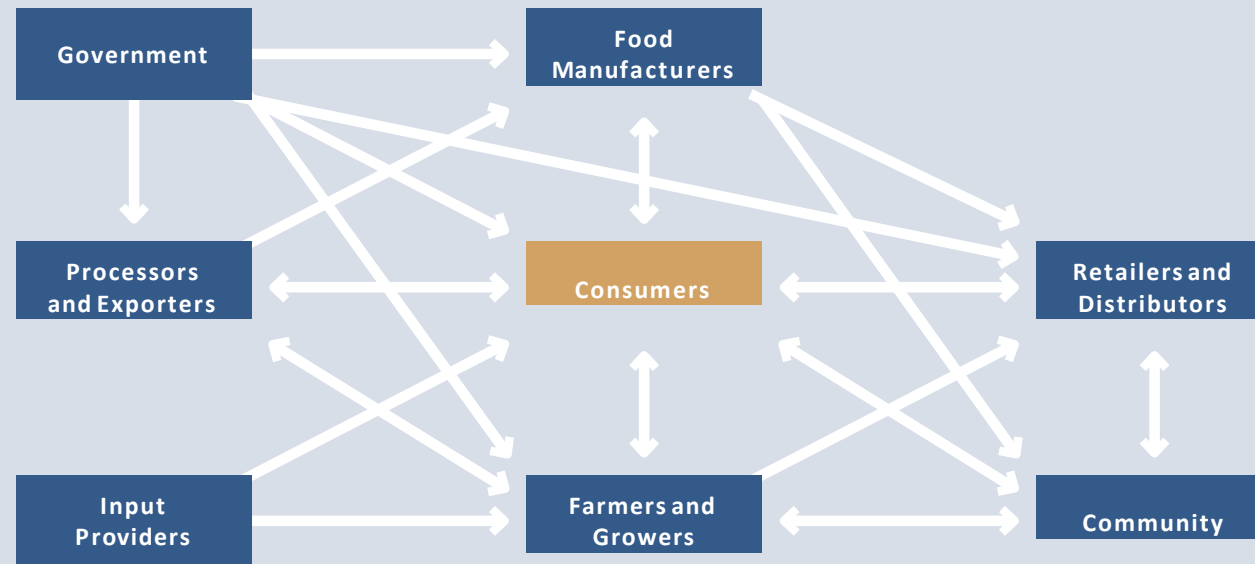 Government
Food
Manufacturers
Processors
and Exporters
Consumers
Retailers and
Distributors
Input
Providers
Farmers and
Growers
Community